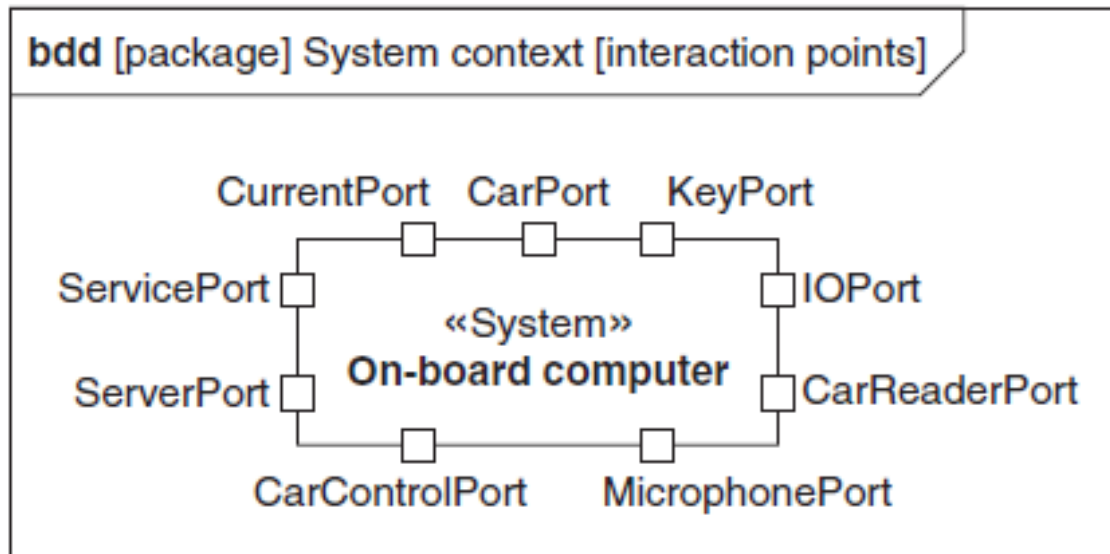 bdd [package] System context [interaction points]
CurrentPort CarPort KeyPort
ServicePort IOPort
«System»
On-board computer
ServerPort CarReaderPort
CarControlPort MicrophonePort